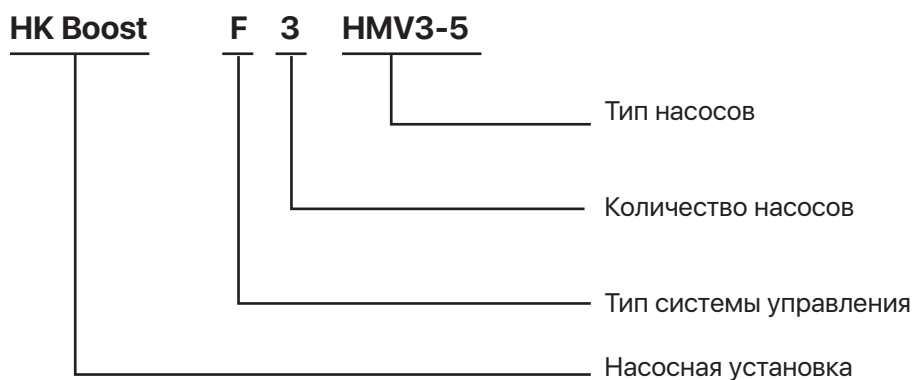 HK Boost F 3 HMV3-5
Тип насосов
Количество насосов
Тип системы управления
Насосная установка